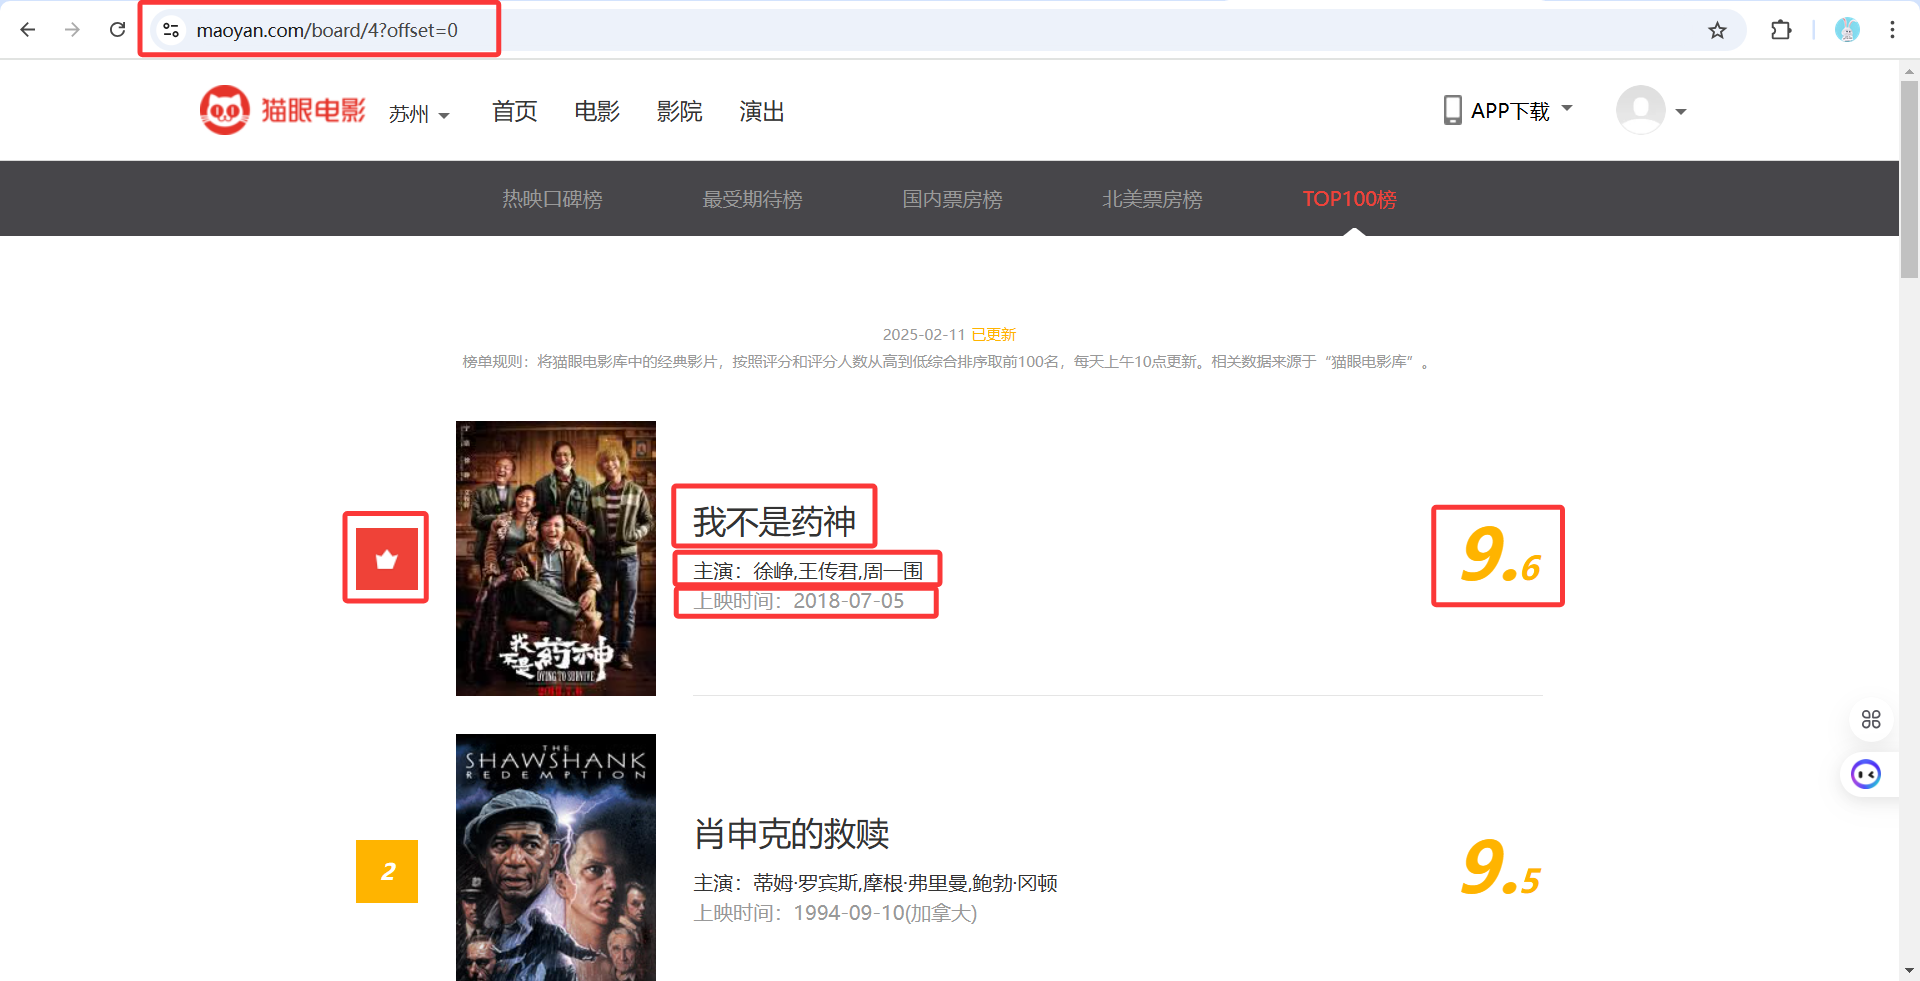 maoyan.com/board/4?offset=0
猫眼电影
苏州
首页
电影
影院
演出
APP下载
热映口碑榜
最受期待榜
国内票房榜
北美票房榜
TOP100榜
2025-02-11 已更新
榜单规则：将猫眼电影库中的经典影片，按照评分和评分人数从高到低综合排序取前100名，每天上午10点更新。相关数据来源于“猫眼电影库”。
我不是药神
主演：徐峥,王传君,周一围
上映时间：2018-07-05
9.6
我不是药神
DYING TO SURVIVE
2
THE
SHAWSHANK
REDEMPTION
肖申克的救赎
主演：蒂姆·罗宾斯,摩根·弗里曼,鲍勃·冈顿
上映时间：1994-09-10(加拿大)
9.5